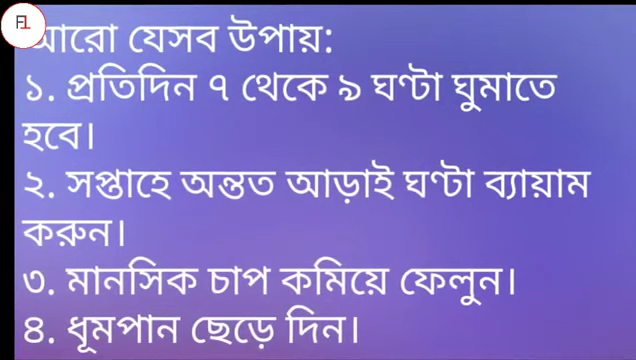 FL
আরো যেসব উপায়:
১. প্রতিদিন ৭ থেকে ৯ ঘণ্টা ঘুমাতে
হবে।
২. সপ্তাহে অন্তত আড়াই ঘণ্টা ব্যায়াম
করুন।
৩. মানসিক চাপ কমিয়ে ফেলুন।
৪. ধূমপান ছেড়ে দিন।